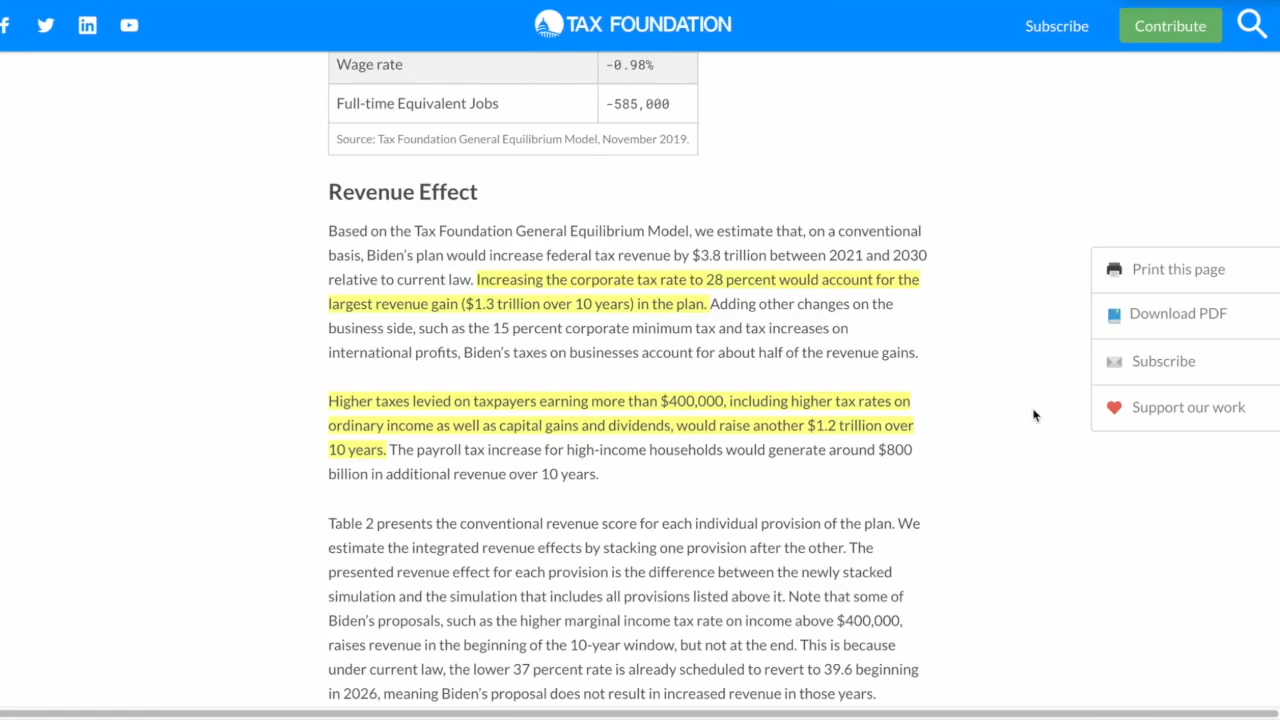 TAX FOUNDATION
Subscribe
Contribute
Wage rate -0.98%
Full-time Equivalent Jobs -585,000
Source: Tax Foundation General Equilibrium Model, November 2019.
Revenue Effect
Based on the Tax Foundation General Equilibrium Model, we estimate that, on a conventional
basis, Biden’s plan would increase federal tax revenue by $3.8 trillion between 2021 and 2030
relative to current law. Increasing the corporate tax rate to 28 percent would account for the
largest revenue gain ($1.3 trillion over 10 years) in the plan. Adding other changes on the
business side, such as the 15 percent corporate minimum tax and tax increases on
international profits, Biden’s taxes on businesses account for about half of the revenue gains.
Higher taxes levied on taxpayers earning more than $400,000, including higher tax rates on
ordinary income as well as capital gains and dividends, would raise another $1.2 trillion over
10 years. The payroll tax increase for high-income households would generate around $800
billion in additional revenue over 10 years.
Table 2 presents the conventional revenue score for each individual provision of the plan. We
estimate the integrated revenue effects by stacking one provision after the other. The
presented revenue effect for each provision is the difference between the newly stacked
simulation and the simulation that includes all provisions listed above it. Note that some of
Biden’s proposals, such as the higher marginal income tax rate on income above $400,000,
raises revenue in the beginning of the 10-year window, but not at the end. This is because
under current law, the lower 37 percent rate is already scheduled to revert to 39.6 beginning
in 2026, meaning Biden’s proposal does not result in increased revenue in those years.
Print this page
Download PDF
Subscribe
Support our work